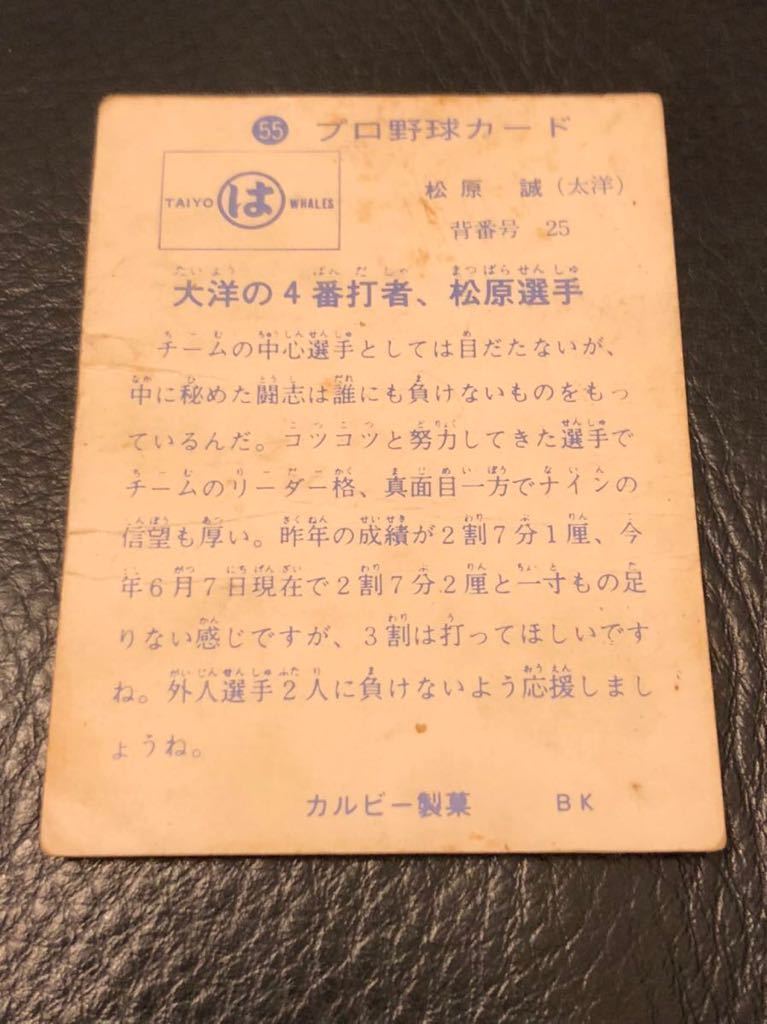 55 プロ野球カード
TAIYO は WHALES
松原 誠(太洋)
背番号 25
大洋の4番打者、松原選手
チームの中心選手としては目だたないが、
中に秘めた闘志は誰にも負けないものをもっ
ているんだ。コツコツと努力してきた選手で
チームのリーダー格、真面目一方でナインの
信望も厚い。昨年の成績が2割7分1厘、今
年6月7日現在で2割7分2厘と一寸もの足
りない感じですが、3割は打ってほしいです
ね。外人選手2人に負けないよう応援しまし
ょうね。
カルビー製菓 BK